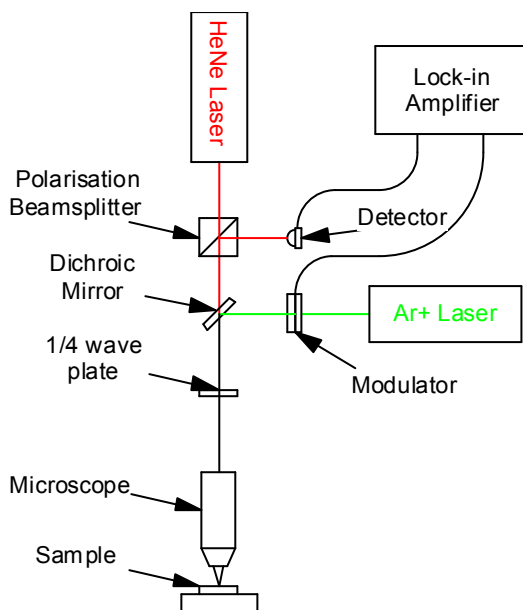 HeNe Laser
Lock-in
Amplifier
Polarisation
Beamsplitter
Detector
Dichroic
Mirror
Ar+ Laser
1/4 wave
plate
Modulator
Microscope
Sample